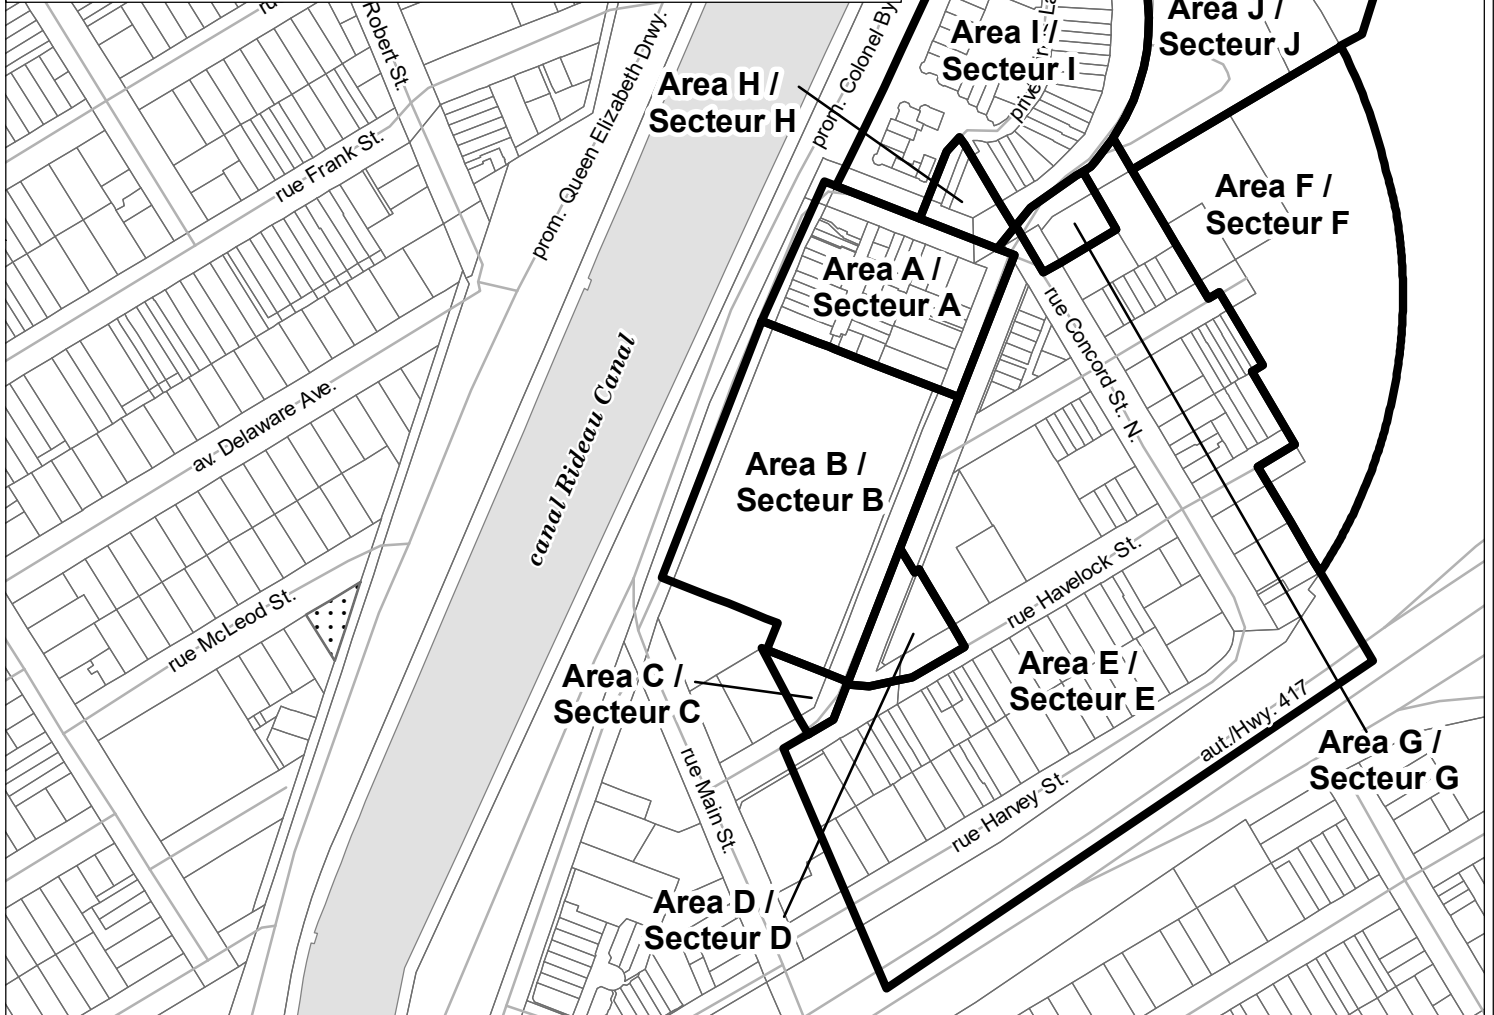 Area J /
Secteur J
Area I /
Secteur I
Area H /
Secteur H
Robert St.
prom. Queen Elizabeth Drwy.
prom. Colonel By
rue Frank St.
Area F /
Secteur F
Area A /
Secteur A
rue Concord St. N.
canal Rideau Canal
av. Delaware Ave.
Area B /
Secteur B
rue Havelock St.
rue McLeod St.
Area C /
Secteur C
Area E /
Secteur E
aut./Hwy. 417
Area G /
Secteur G
rue Main St.
rue Harvey St.
Area D /
Secteur D